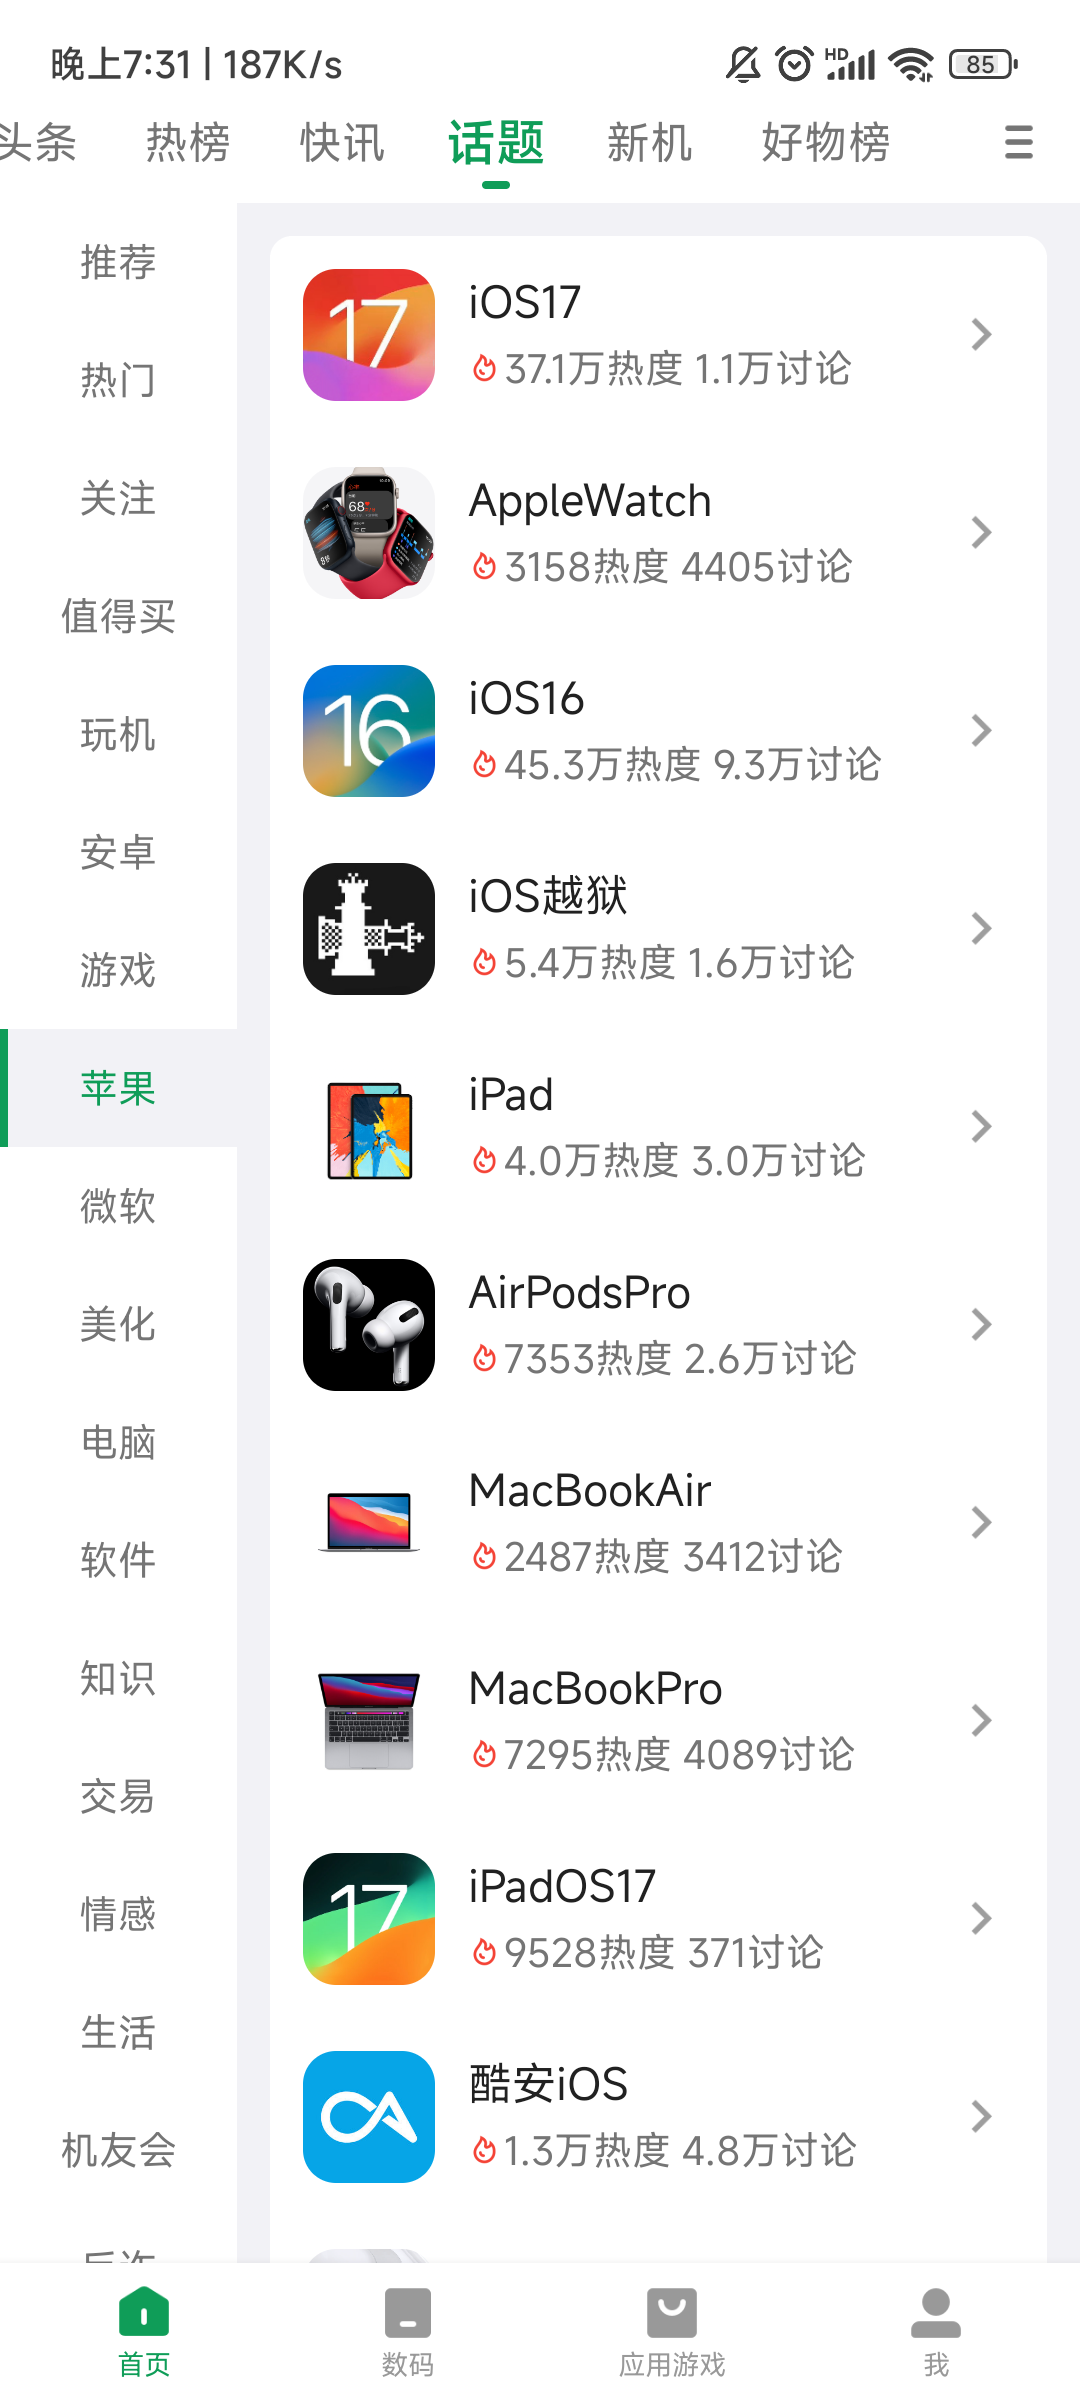 晚上7:31 | 187K/s
HD
85
头条 热榜 快讯 话题 新机 好物榜
推荐
热门
关注
值得买
玩机
安卓
游戏
苹果
微软
美化
电脑
软件
知识
交易
情感
生活
机友会
17
iOS17
37.1万热度 1.1万讨论
68
AppleWatch
3158热度 4405讨论
16
iOS16
45.3万热度 9.3万讨论
iOS越狱
5.4万热度 1.6万讨论
iPad
4.0万热度 3.0万讨论
AirPodsPro
7353热度 2.6万讨论
MacBookAir
2487热度 3412讨论
MacBookPro
7295热度 4089讨论
17
iPadOS17
9528热度 371讨论
酷安iOS
1.3万热度 4.8万讨论
首页 数码 应用游戏 我